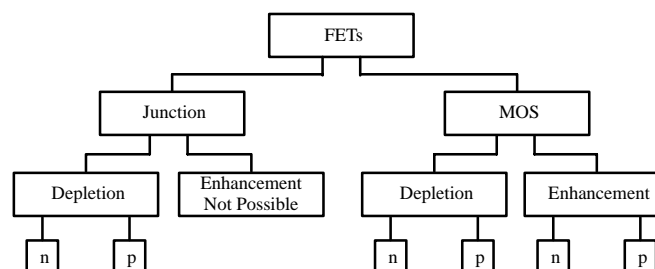 FETs
Junction
MOS
Depletion
Enhancement
Not Possible
Depletion
Enhancement
n
p
n
p
n
p